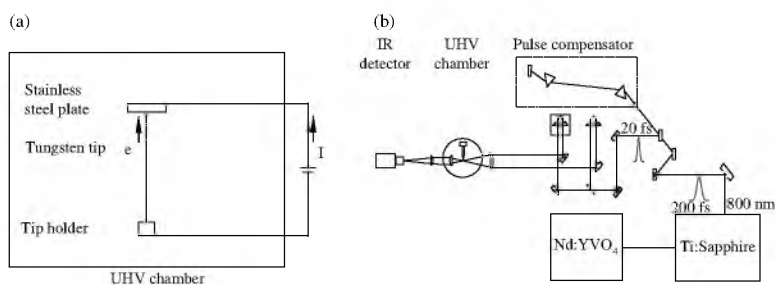 (a)
Stainless
steel plate
e
Tungsten tip
I
Tip holder
UHV chamber
(b)
IR
detector
UHV
chamber
Pulse compensator
20 fs
200 fs
800 nm
Nd:YVO₄
Ti:Sapphire